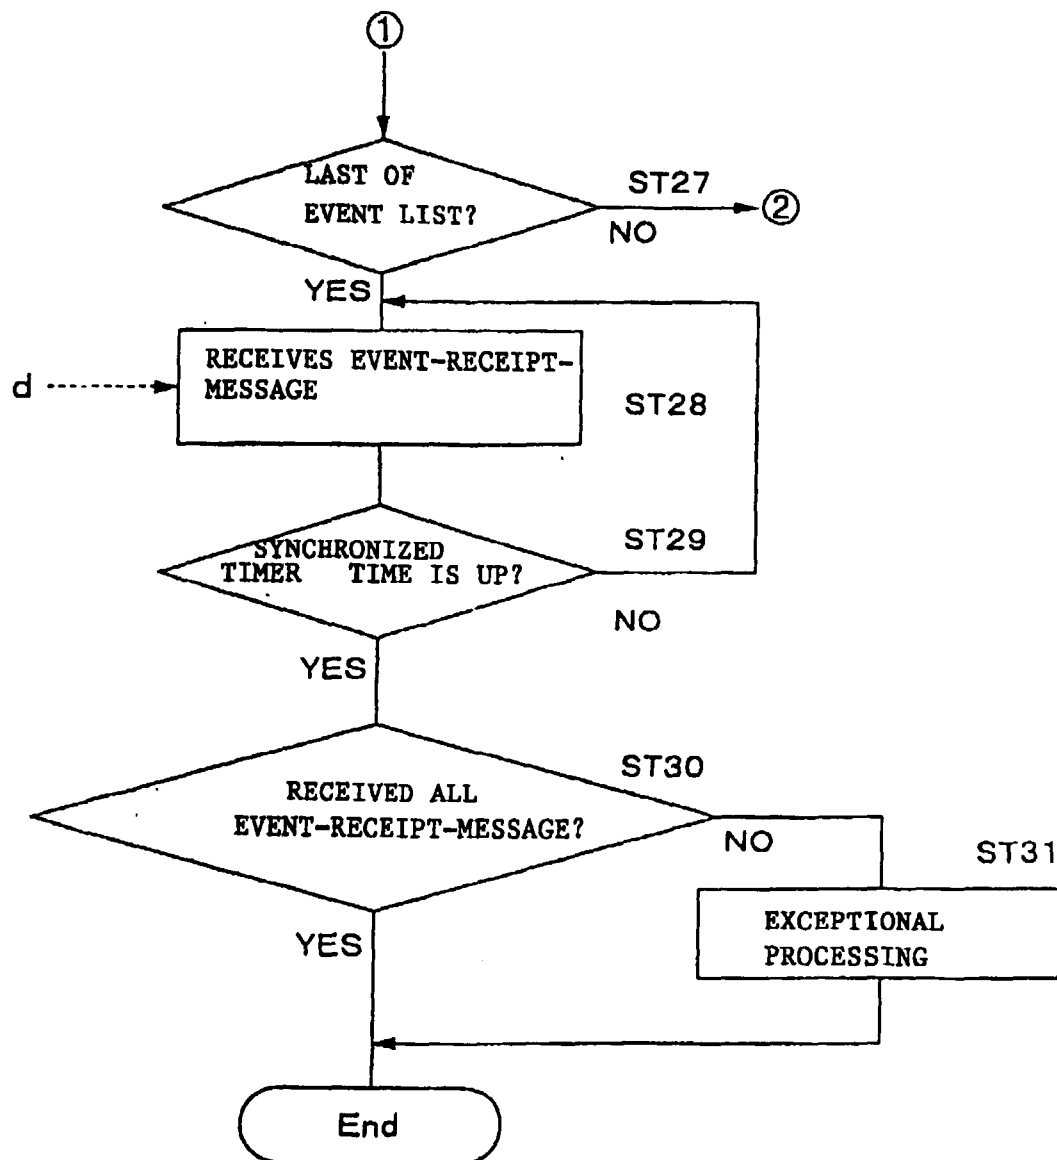 ①
LAST OF
EVENT LIST?
ST27
②
NO
YES
RECEIVES EVENT-RECEIPT-
MESSAGE
d
ST28
SYNCHRONIZED
TIMER TIME IS UP?
ST29
NO
YES
RECEIVED ALL
EVENT-RECEIPT-MESSAGE?
ST30
NO
ST31
YES
EXCEPTIONAL
PROCESSING
End